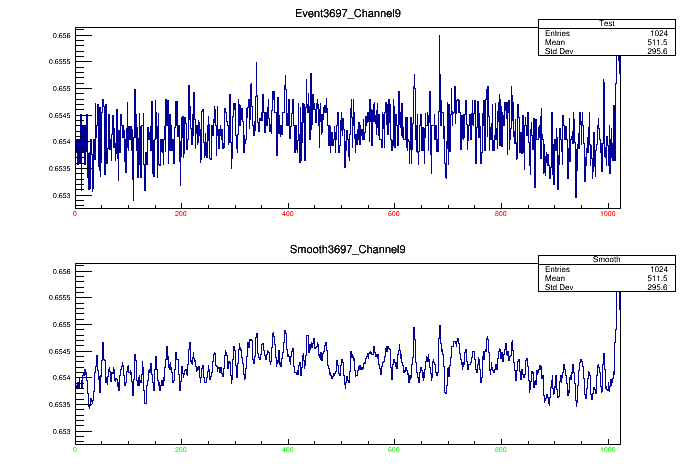 Event3697_Channel9
Test
Entries 1024
Mean 511.5
Std Dev 295.6
0.656
0.6555
0.655
0.6545
0.654
0.6535
0.653
0 200 400 600 800 1000
Smooth3697_Channel9
Smooth
Entries 1024
Mean 511.5
Std Dev 295.6
0.656
0.6555
0.655
0.6545
0.654
0.6535
0.653
0 200 400 600 800 1000